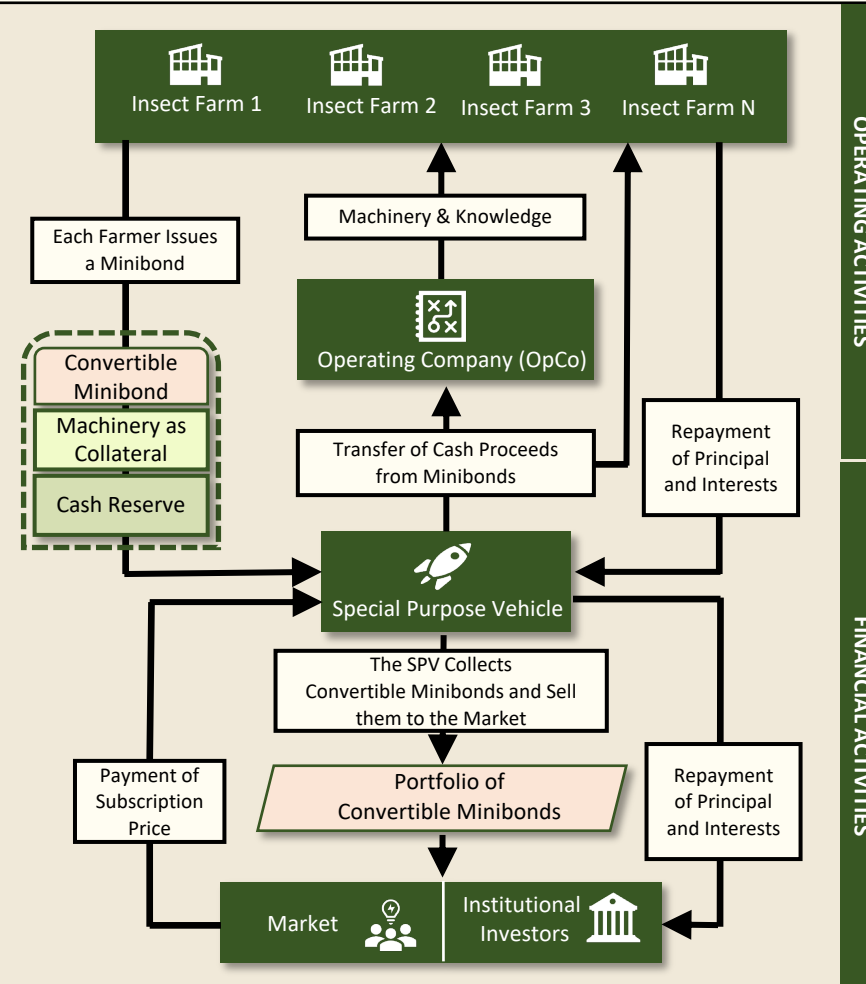 Insect Farm 1
Insect Farm 2
Insect Farm 3
Insect Farm N
OPERATING ACTIVITIES
Machinery & Knowledge
Each Farmer Issues
a Minibond
Operating Company (OpCo)
Convertible
Minibond
Machinery as
Collateral
Cash Reserve
Transfer of Cash Proceeds
from Minibonds
Repayment
of Principal
and Interests
Special Purpose Vehicle
FINANCIAL ACTIVITIES
The SPV Collects
Convertible Minibonds and Sell
them to the Market
Payment of
Subscription
Price
Portfolio of
Convertible Minibonds
Repayment
of Principal
and Interests
Market
Institutional
Investors